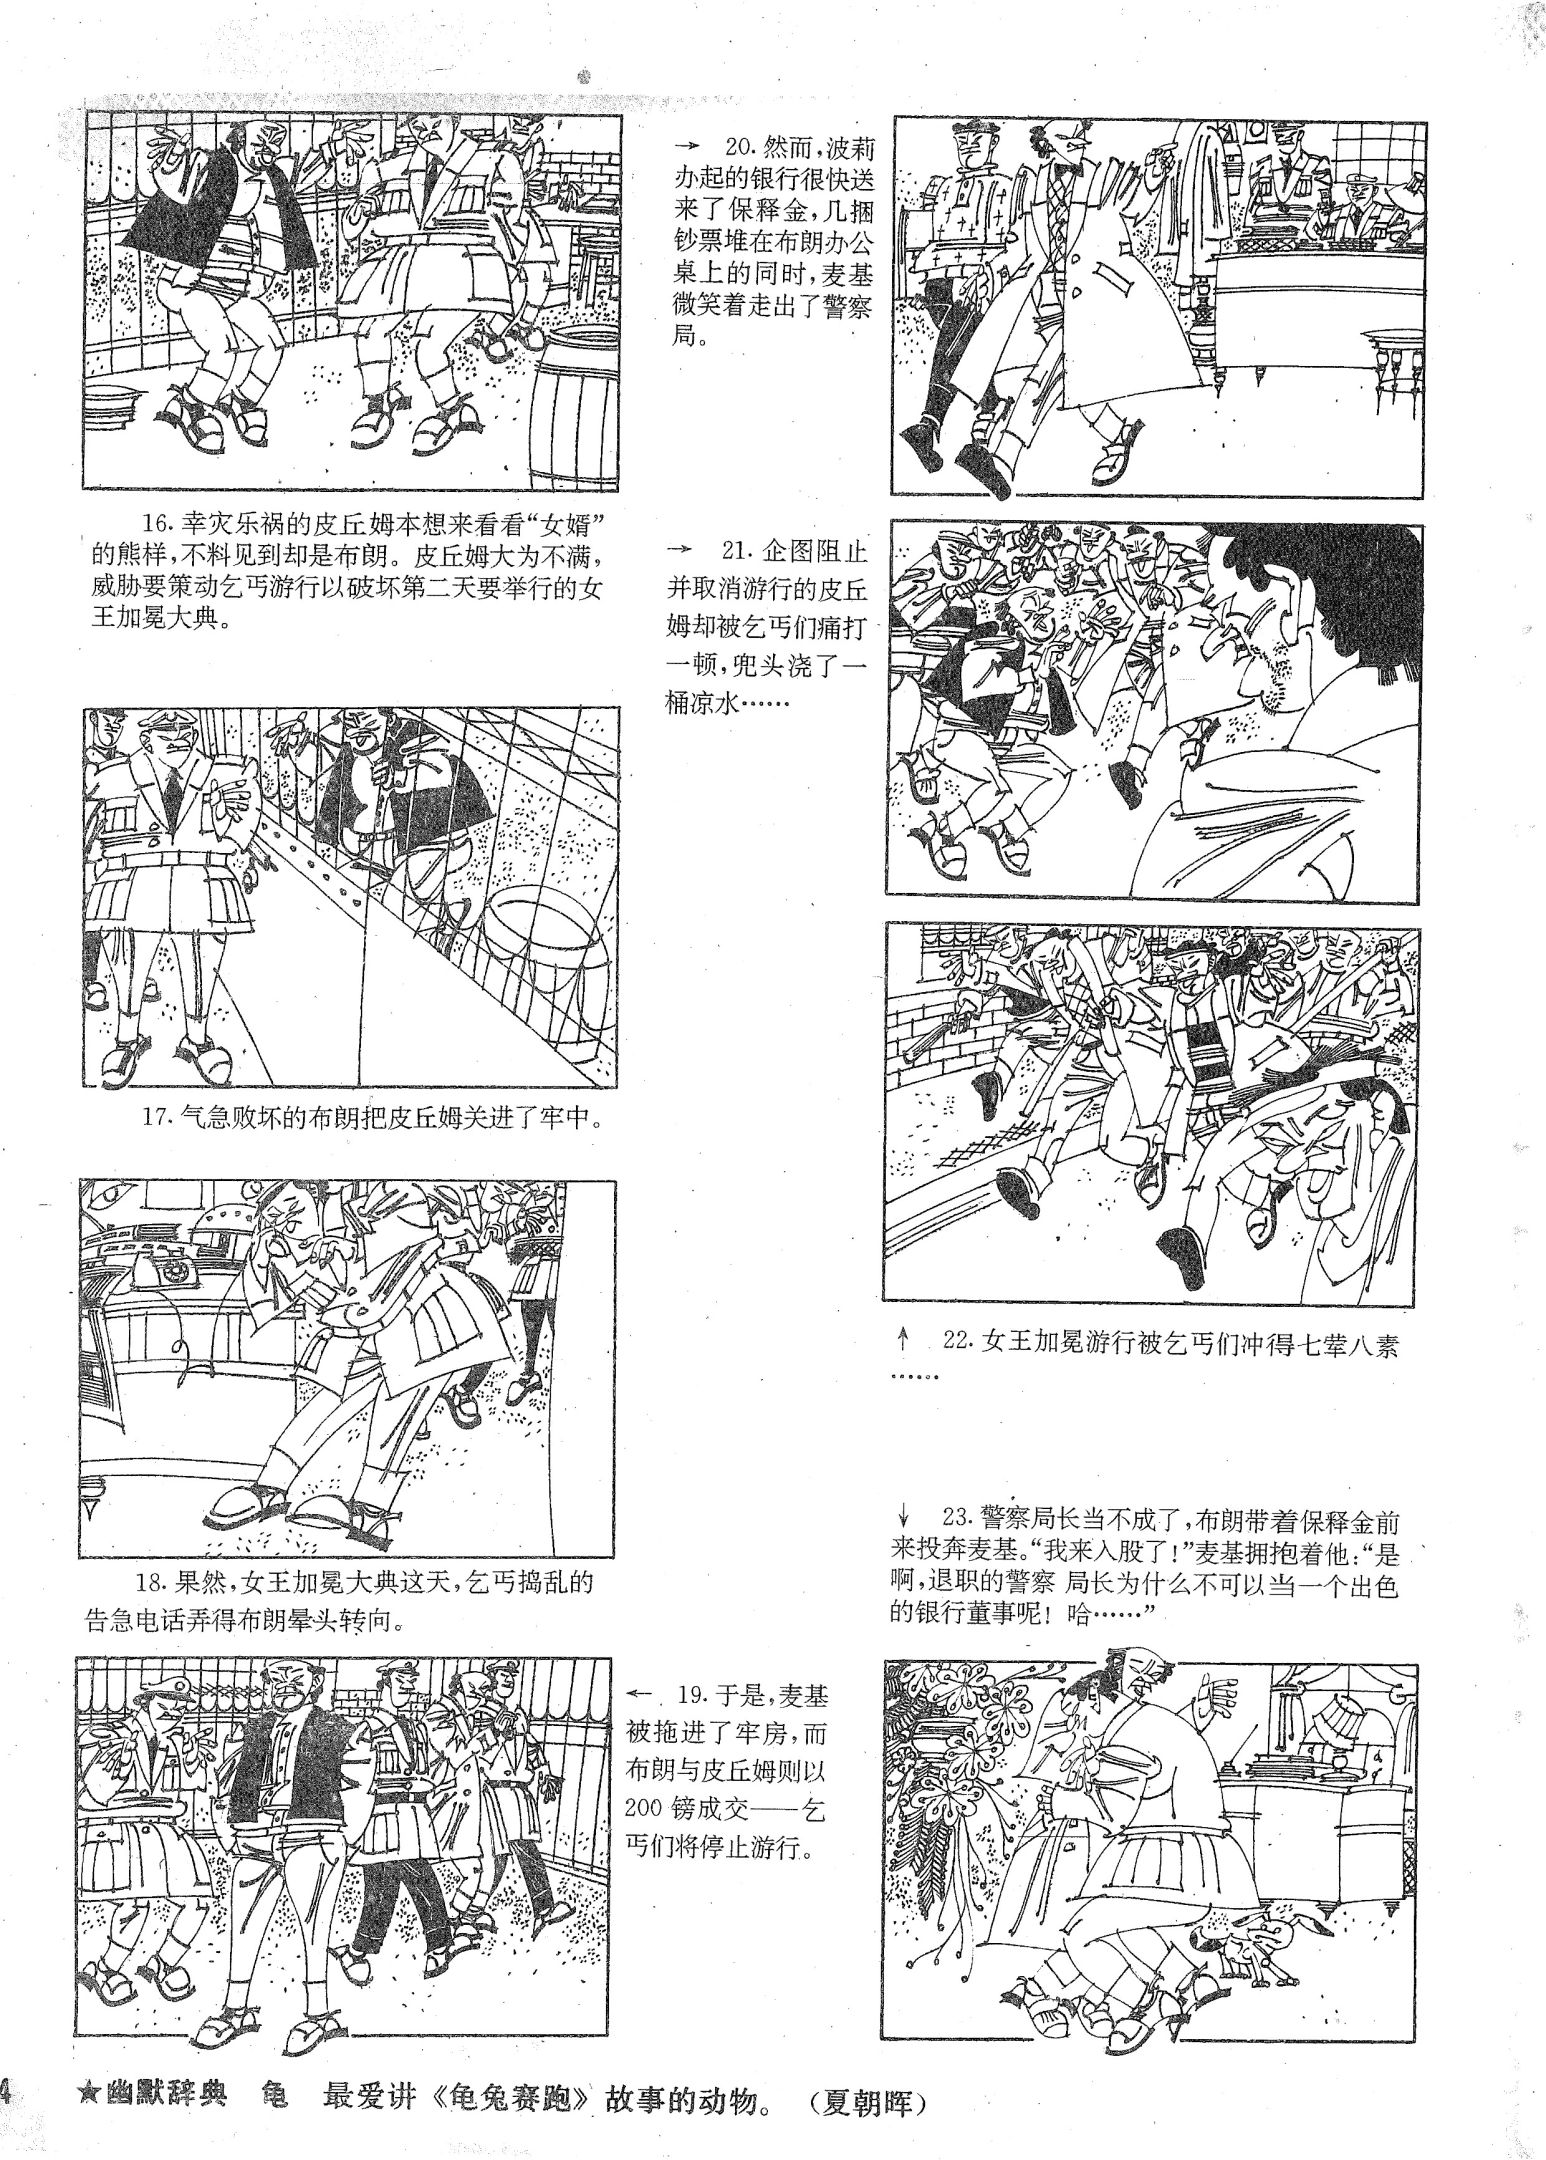 16. 幸灾乐祸的皮丘姆本想来看看“女婿”
的熊样，不料见到却是布朗。皮丘姆大为不满，
威胁要策动乞丐游行以破坏第二天要举行的女
王加冕大典。
17. 气急败坏的布朗把皮丘姆关进了牢中。
18. 果然，女王加冕大典这天，乞丐捣乱的
告急电话弄得布朗晕头转向。
← 19. 于是，麦基
被拖进了牢房，而
布朗与皮丘姆则以
200 镑成交——乞
丐们将停止游行。
→ 20. 然而，波莉
办起的银行很快送
来了保释金，几捆
钞票堆在布朗办公
桌上的同时，麦基
微笑着走出了警察
局。
→ 21. 企图阻止
并取消游行的皮丘
姆却被乞丐们痛打
一顿，兜头浇了一
桶凉水……
↑ 22. 女王加冕游行被乞丐们冲得七荤八素
……
↓ 23. 警察局长当不成了，布朗带着保释金前
来投奔麦基。“我来入股了！”麦基拥抱着他：“是
啊，退职的警察 局长为什么不可以当一个出色
的银行董事呢！哈……”
4
★幽默辞典 龟 最爱讲《龟兔赛跑》故事的动物。（夏朝晖）